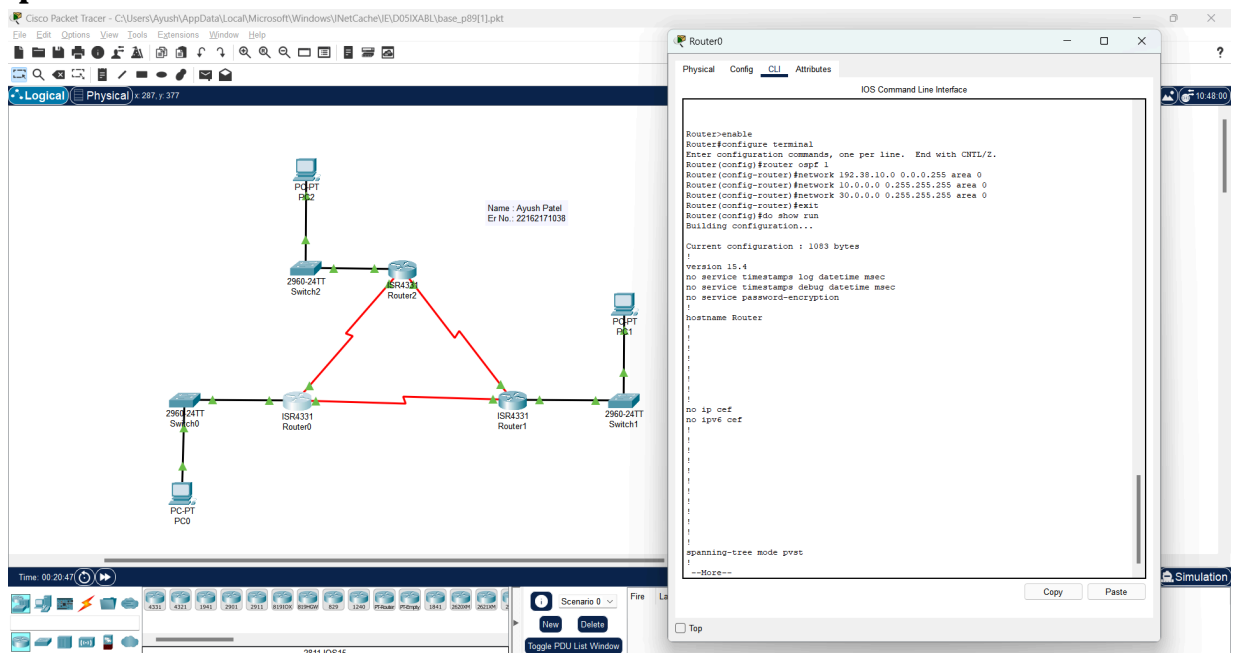 Cisco Packet Tracer - C:\Users\Ayush\AppData\Local\Microsoft\Windows\INetCache\IE\D05IXABL\base_p89[1].pkt
File Edit Options View Tools Extensions Window Help
?
Logical Physical x: 287, y: 377
10:48:00
PC-PT
PC2
Name : Ayush Patel
Er No.: 22162171038
2960-24TT
Switch2
ISR4331
Router2
PC-PT
PC1
2960-24TT
Switch0
ISR4331
Router0
ISR4331
Router1
2960-24TT
Switch1
PC-PT
PC0
Router0
Physical Config CLI Attributes
IOS Command Line Interface
Router>enable
Router#configure terminal
Enter configuration commands, one per line. End with CNTL/Z.
Router(config)#router ospf 1
Router(config-router)#network 192.38.10.0 0.0.0.255 area 0
Router(config-router)#network 10.0.0.0 0.255.255.255 area 0
Router(config-router)#network 30.0.0.0 0.255.255.255 area 0
Router(config-router)#exit
Router(config)#do show run
Building configuration...
Current configuration : 1083 bytes
!
version 15.4
no service timestamps log datetime msec
no service timestamps debug datetime msec
no service password-encryption
!
hostname Router
!
!
!
!
!
!
!
!
no ip cef
no ipv6 cef
!
!
!
!
!
!
!
!
!
!
!
!
spanning-tree mode pvst
!
--More--
Copy Paste
Top
Time: 00:20:47
Simulation
4331 4321 1941 2901 2911 819IOX 819HGW 829 1240 PT-Router PT-Empty 1841 2620XM 2621XM
Scenario 0
Fire
New Delete
Toggle PDU List Window
2811 IOS15